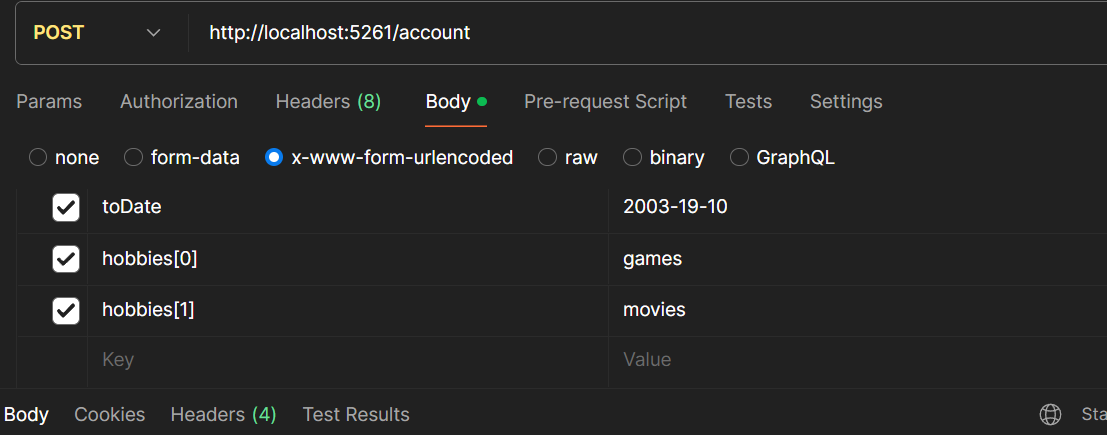 POST http://localhost:5261/account
Params Authorization Headers (8) Body Pre-request Script Tests Settings
none form-data x-www-form-urlencoded raw binary GraphQL
toDate 2003-19-10
hobbies[0] games
hobbies[1] movies
Key Value
Body Cookies Headers (4) Test Results Sta